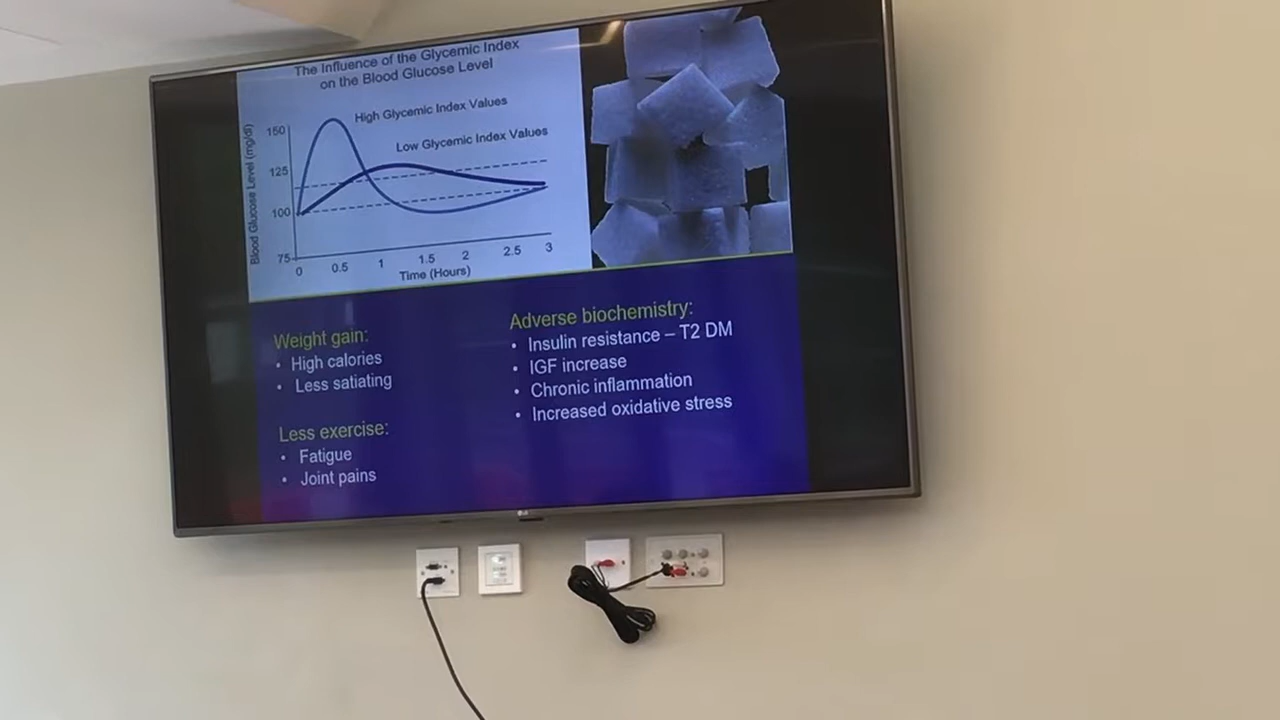 The Influence of the Glycemic Index
on the Blood Glucose Level
High Glycemic Index Values
Low Glycemic Index Values
Blood Glucose Level (mg/dl)
150
125
100
75
0 0.5 1 1.5 2 2.5 3
Time (Hours)
Weight gain:
• High calories
• Less satiating
Less exercise:
• Fatigue
• Joint pains
Adverse biochemistry:
• Insulin resistance – T2 DM
• IGF increase
• Chronic inflammation
• Increased oxidative stress
LG